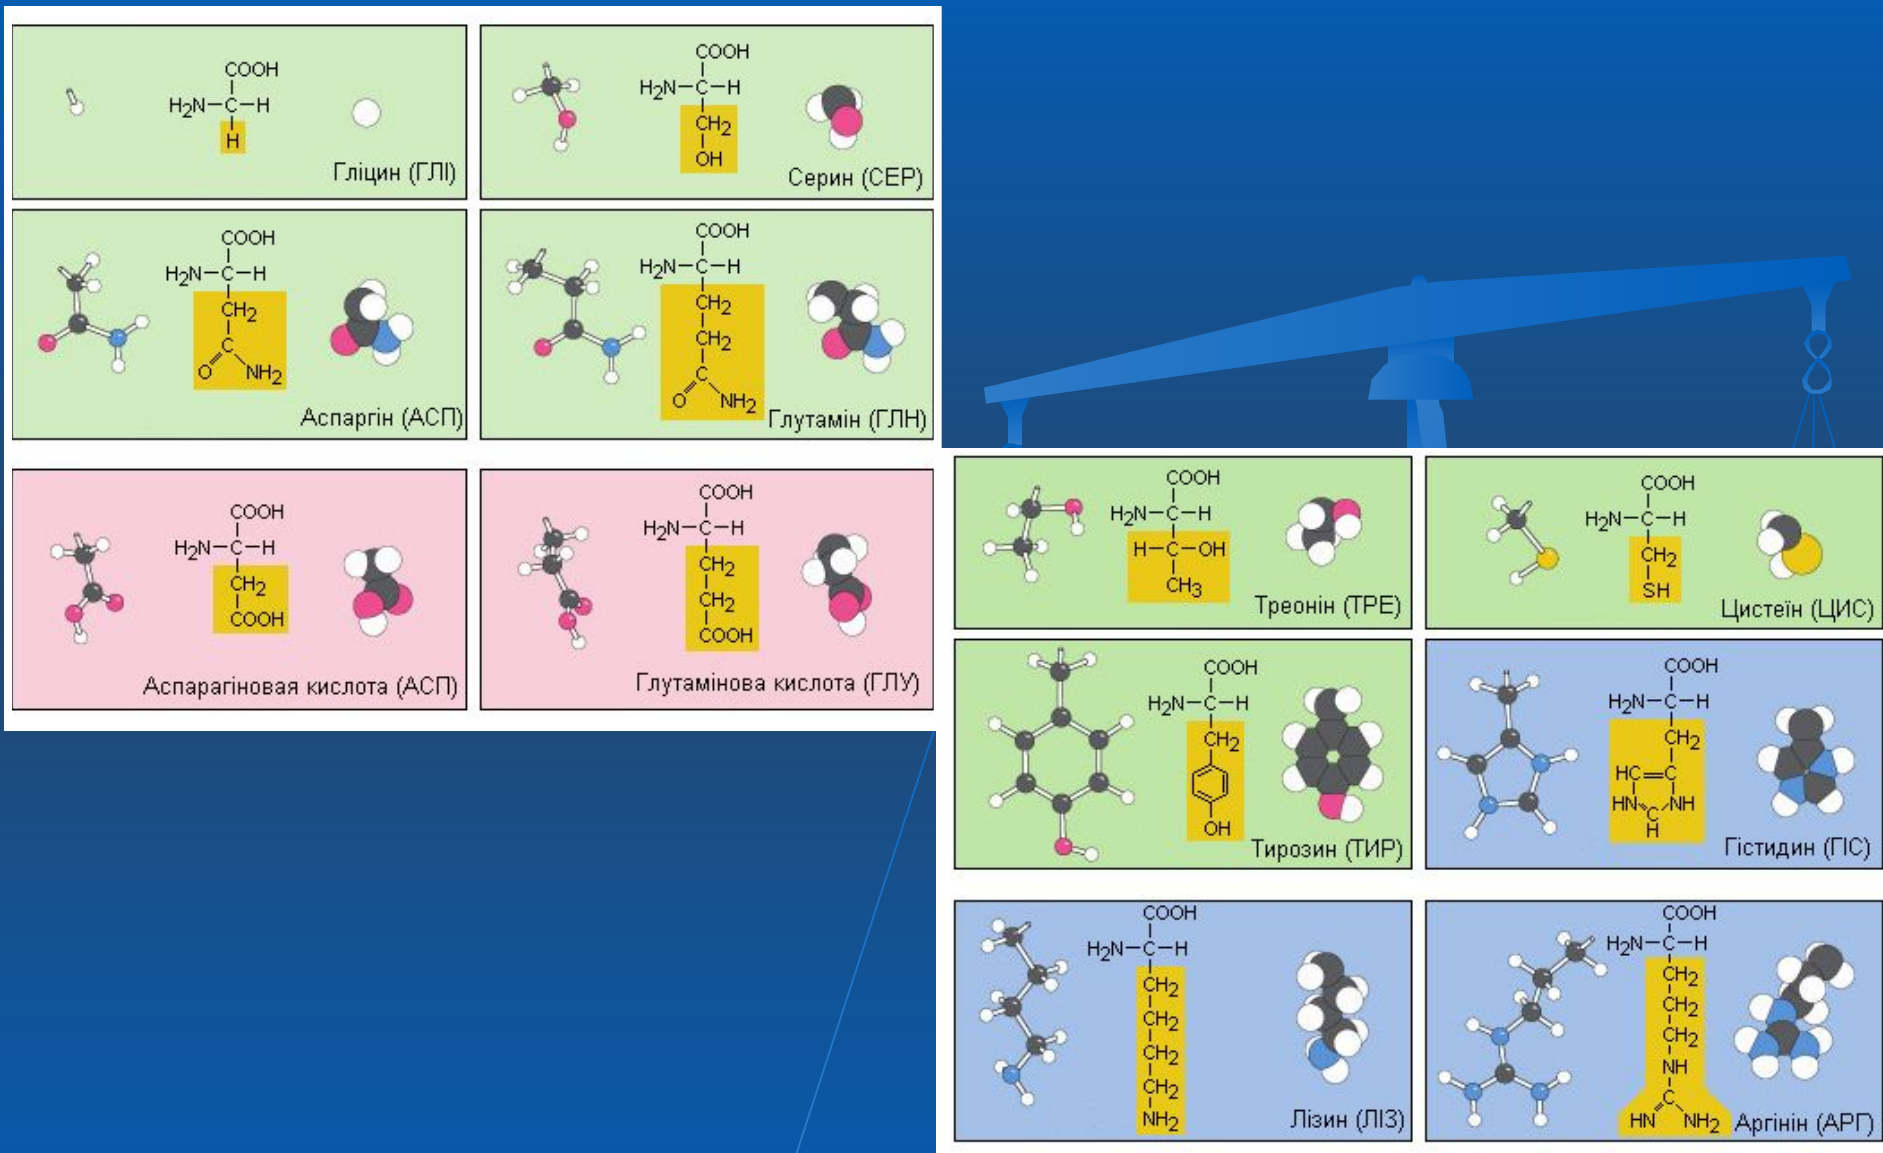 COOH
H₂N–C–H
H
Гліцин (ГЛІ)
COOH
H₂N–C–H
CH₂
OH
Серин (СЕР)
COOH
H₂N–C–H
CH₂
C
O NH₂
Аспаргін (АСП)
COOH
H₂N–C–H
CH₂
CH₂
C
O NH₂
Глутамін (ГЛН)
COOH
H₂N–C–H
CH₂
COOH
Аспарагіновая кислота (АСП)
COOH
H₂N–C–H
CH₂
CH₂
COOH
Глутамінова кислота (ГЛУ)
COOH
H₂N–C–H
H–C–OH
CH₃
Треонін (ТРЕ)
COOH
H₂N–C–H
CH₂
SH
Цистеїн (ЦИС)
COOH
H₂N–C–H
CH₂
OH
Тирозин (ТИР)
COOH
H₂N–C–H
CH₂
HC=C
HN C NH
H
Гістидин (ГІС)
COOH
H₂N–C–H
CH₂
CH₂
CH₂
CH₂
NH₂
Лізин (ЛІЗ)
COOH
H₂N–C–H
CH₂
CH₂
CH₂
NH
C
HN NH₂
Аргінін (АРГ)